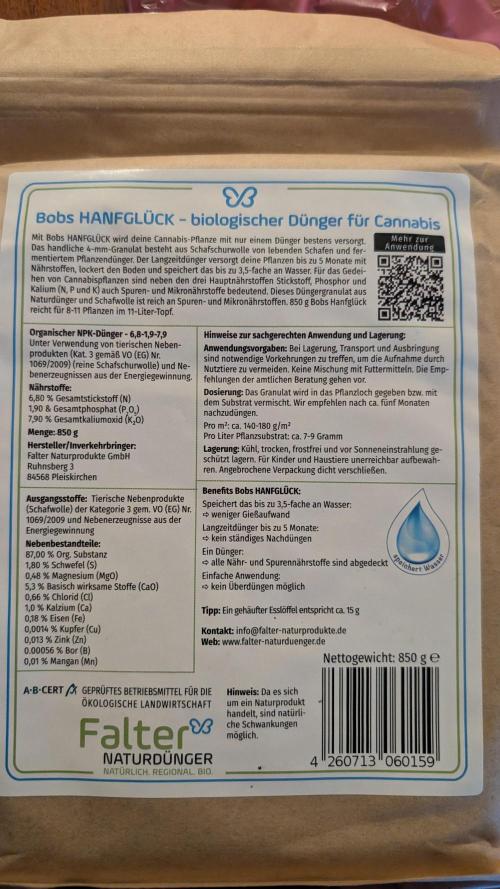 Bobs HANFGLÜCK – biologischer Dünger für Cannabis
Mit Bobs HANFGLÜCK wird deine Cannabis-Pflanze mit nur einem Dünger bestens versorgt.
Das handliche 4-mm-Granulat besteht aus Schafschurwolle von lebenden Schafen und fer-
mentiertem Pflanzendünger. Der Langzeitdünger versorgt deine Pflanzen bis zu 5 Monate mit
Nährstoffen, lockert den Boden und speichert das bis zu 3,5-fache an Wasser. Für das Gedei-
hen von Cannabispflanzen sind neben den drei Hauptnährstoffen Stickstoff, Phosphor und
Kalium (N, P und K) auch Spuren- und Mikronährstoffe bedeutend. Dieses Düngergranulat aus
Naturdünger und Schafwolle ist reich an Spuren- und Mikronährstoffen. 850 g Bobs Hanfglück
reicht für 8-11 Pflanzen im 11-Liter-Topf.
Mehr zur
Anwendung
Organischer NPK-Dünger - 6,8-1,9-7,9
Unter Verwendung von tierischen Neben-
produkten (Kat. 3 gemäß VO (EG) Nr.
1069/2009) (reine Schafschurwolle) und Ne-
benerzeugnissen aus der Energiegewinnung.
Nährstoffe:
6,80 % Gesamtstickstoff (N)
1,90 & Gesamtphosphat (P₂O₅)
7,90 % Gesamtkaliumoxid (K₂O)
Menge: 850 g
Hersteller/Inverkehrbringer:
Falter Naturprodukte GmbH
Ruhnsberg 3
84568 Pleiskirchen
Ausgangsstoffe: Tierische Nebenprodukte
(Schafwolle) der Kategorie 3 gem. VO (EG) Nr.
1069/2009 und Nebenerzeugnisse aus der
Energiegewinnung
Nebenbestandteile:
87,00 % Org. Substanz
1,80 % Schwefel (S)
0,48 % Magnesium (MgO)
5,3 % Basisch wirksame Stoffe (CaO)
0,66 % Chlorid (Cl)
1,0 % Kalzium (Ca)
0,18 % Eisen (Fe)
0,0014 % Kupfer (Cu)
0,013 % Zink (Zn)
0.00056 % Bor (B)
0,01 % Mangan (Mn)
Hinweise zur sachgerechten Anwendung und Lagerung:
Anwendungsvorgaben: Bei Lagerung, Transport und Ausbringung
sind notwendige Vorkehrungen zu treffen, um die Aufnahme durch
Nutztiere zu vermeiden. Keine Mischung mit Futtermitteln. Die Emp-
fehlungen der amtlichen Beratung gehen vor.
Dosierung: Das Granulat wird in das Pflanzloch gegeben bzw. mit
dem Substrat vermischt. Wir empfehlen nach ca. fünf Monaten
nachzudüngen.
Pro m²: ca. 140-180 g/m²
Pro Liter Pflanzsubstrat: ca. 7-9 Gramm
Lagerung: Kühl, trocken, frostfrei und vor Sonneneinstrahlung ge-
schützt lagern. Für Kinder und Haustiere unerreichbar aufbewah-
ren. Angebrochene Verpackung dicht verschließen.
Benefits Bobs HANFGLÜCK:
Speichert das bis zu 3,5-fache an Wasser:
⇨ weniger Gießaufwand
Langzeitdünger bis zu 5 Monate:
⇨ kein ständiges Nachdüngen
Ein Dünger:
⇨ alle Nähr- und Spurennährstoffe sind abgedeckt
Einfache Anwendung:
⇨ kein Überdüngen möglich
speichert Wasser
Tipp: Ein gehäufter Esslöffel entspricht ca. 15 g
Kontakt: info@falter-naturprodukte.de
Web: www.falter-naturduenger.de
A·B·CERT GEPRÜFTES BETRIEBSMITTEL FÜR DIE
ÖKOLOGISCHE LANDWIRTSCHAFT
Falter
NATURDÜNGER
NATÜRLICH. REGIONAL. BIO.
Hinweis: Da es sich
um ein Naturprodukt
handelt, sind natürli-
che Schwankungen
möglich.
Nettogewicht: 850 g e
4 260713 060159